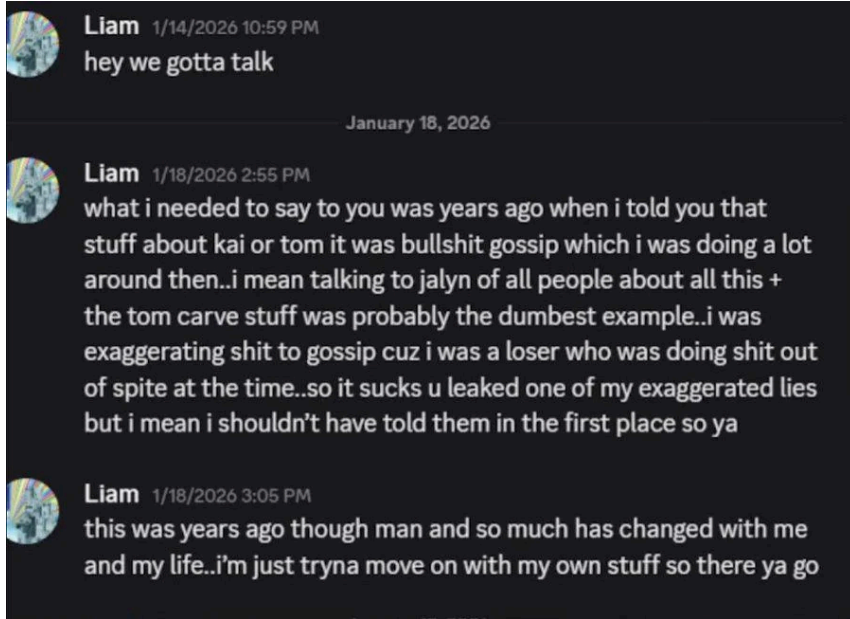 Liam 1/14/2026 10:59 PM
hey we gotta talk
January 18, 2026
Liam 1/18/2026 2:55 PM
what i needed to say to you was years ago when i told you that
stuff about kai or tom it was bullshit gossip which i was doing a lot
around then..i mean talking to jalyn of all people about all this +
the tom carve stuff was probably the dumbest example..i was
exaggerating shit to gossip cuz i was a loser who was doing shit out
of spite at the time..so it sucks u leaked one of my exaggerated lies
but i mean i shouldn't have told them in the first place so ya
Liam 1/18/2026 3:05 PM
this was years ago though man and so much has changed with me
and my life..i'm just tryna move on with my own stuff so there ya go